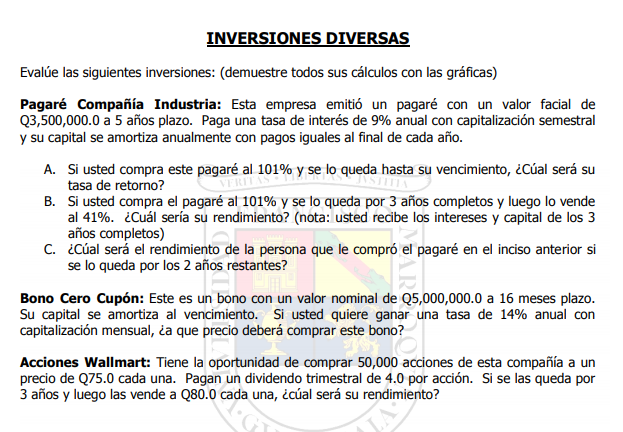 INVERSIONES DIVERSAS
Evalúe las siguientes inversiones: (demuestre todos sus cálculos con las gráficas)
Pagaré Compañía Industria: Esta empresa emitió un pagaré con un valor facial de
Q3,500,000.0 a 5 años plazo. Paga una tasa de interés de 9% anual con capitalización semestral
y su capital se amortiza anualmente con pagos iguales al final de cada año.
A. Si usted compra este pagaré al 101% y se lo queda hasta su vencimiento, ¿Cúal será su
tasa de retorno?
B. Si usted compra el pagaré al 101% y se lo queda por 3 años completos y luego lo vende
al 41%. ¿Cuál sería su rendimiento? (nota: usted recibe los intereses y capital de los 3
años completos)
C. ¿Cúal será el rendimiento de la persona que le compró el pagaré en el inciso anterior si
se lo queda por los 2 años restantes?
Bono Cero Cupón: Este es un bono con un valor nominal de Q5,000,000.0 a 16 meses plazo.
Su capital se amortiza al vencimiento. Si usted quiere ganar una tasa de 14% anual con
capitalización mensual, ¿a que precio deberá comprar este bono?
Acciones Wallmart: Tiene la oportunidad de comprar 50,000 acciones de esta compañía a un
precio de Q75.0 cada una. Pagan un dividendo trimestral de 4.0 por acción. Si se las queda por
3 años y luego las vende a Q80.0 cada una, ¿cúal será su rendimiento?